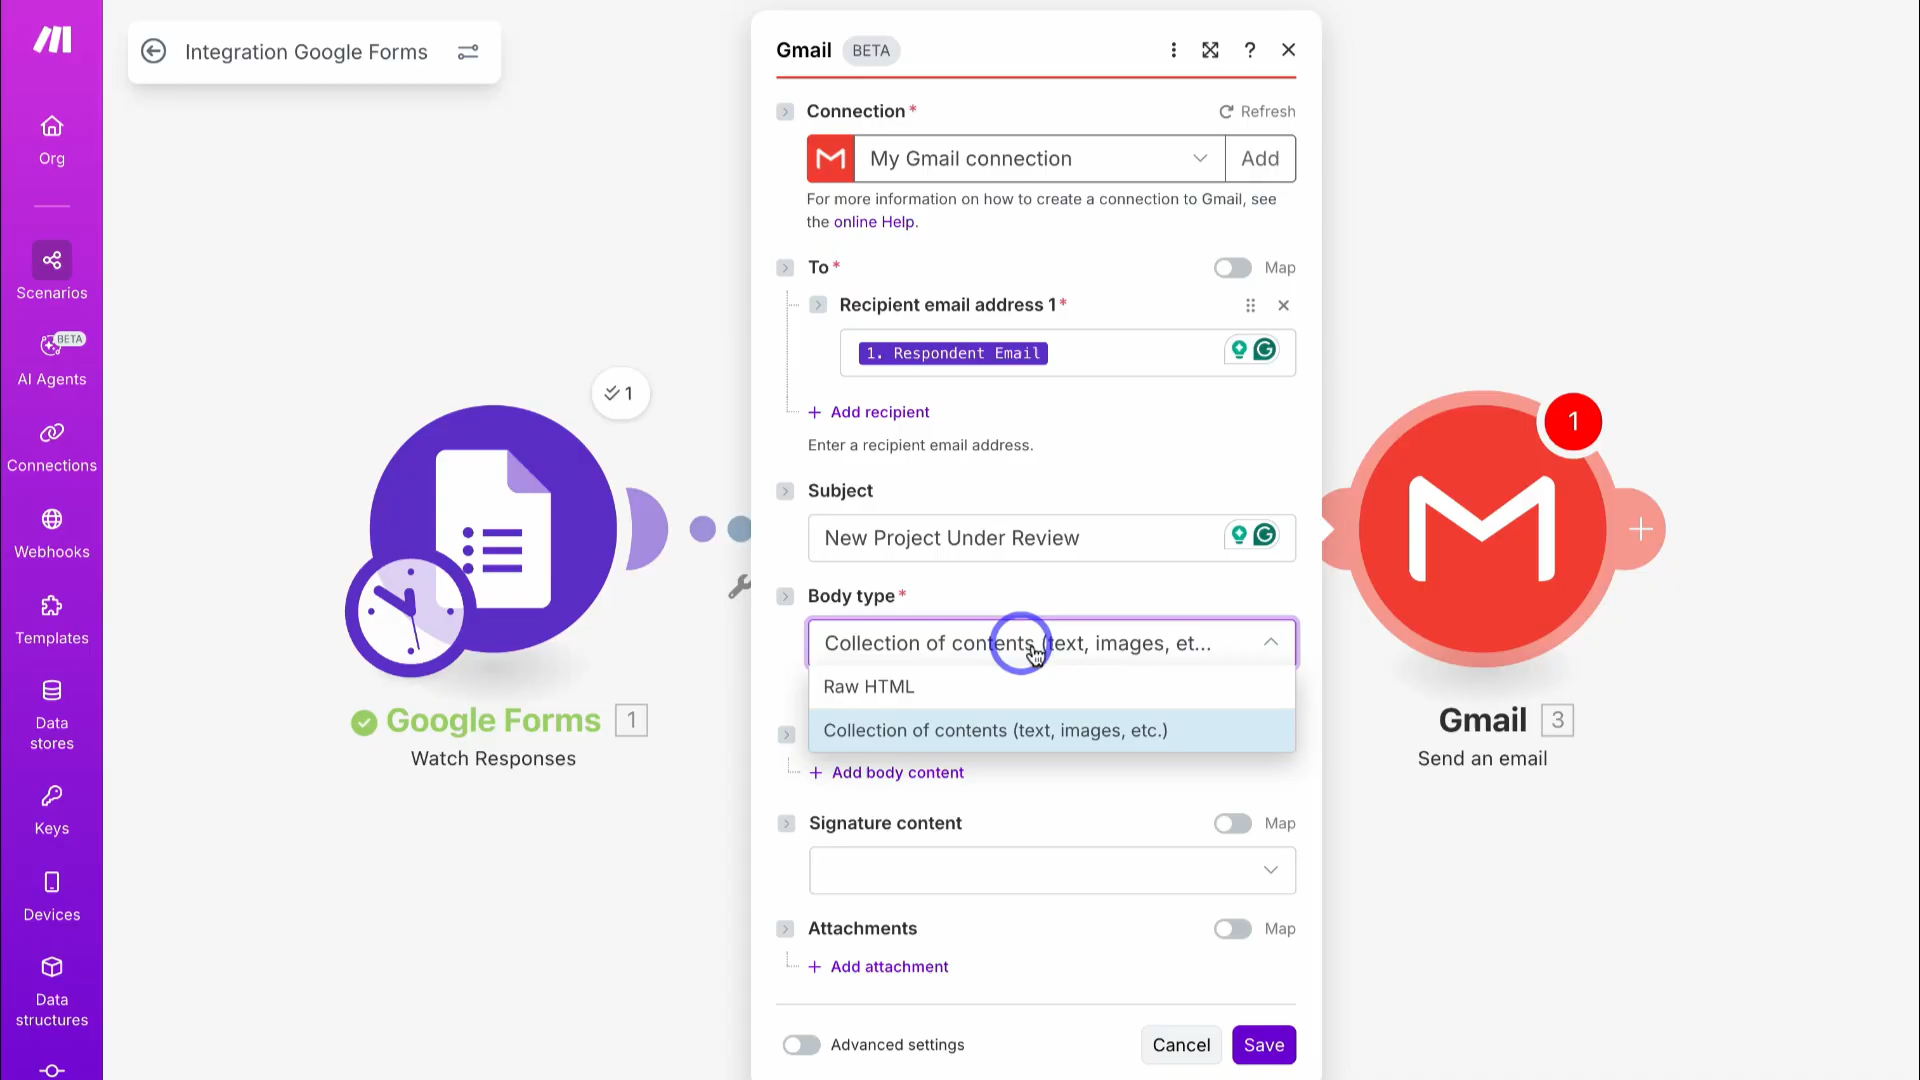 Integration Google Forms
Org
Scenarios
BETA
AI Agents
Connections
Webhooks
Templates
Data
stores
Keys
Devices
Data
structures
1
Google Forms 1
Watch Responses
Gmail BETA
Connection*
Refresh
My Gmail connection
Add
For more information on how to create a connection to Gmail, see
the online Help.
To*
Map
Recipient email address 1*
1. Respondent Email
+ Add recipient
Enter a recipient email address.
Subject
New Project Under Review
Body type*
Collection of contents (text, images, et...
Raw HTML
Collection of contents (text, images, etc.)
+ Add body content
Signature content
Map
Attachments
Map
+ Add attachment
Advanced settings
Cancel
Save
1
Gmail 3
Send an email